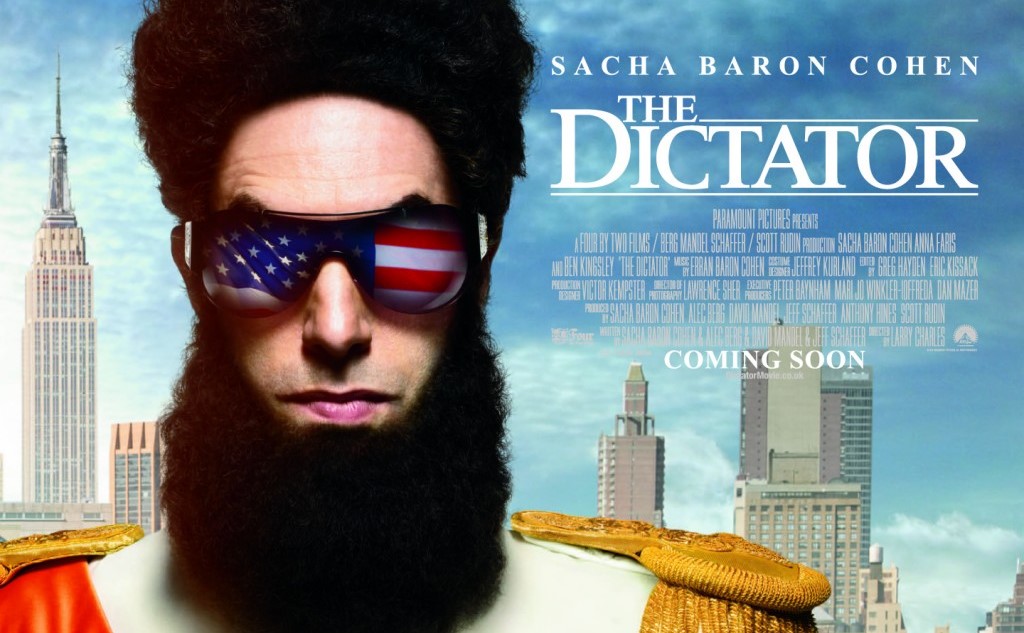 SACHA BARON COHEN
THE
DICTATOR
PARAMOUNT PICTURES PRESENTS
A FOUR BY TWO FILMS / BERG MANDEL SCHAFFER / SCOTT RUDIN PRODUCTION SACHA BARON COHEN ANNA FARIS
AND BEN KINGSLEY "THE DICTATOR" MUSIC BY ERRAN BARON COHEN COSTUME DESIGNER JEFFREY KURLAND EDITED BY GREG HAYDEN ERIC KISSACK
PRODUCTION DESIGNER VICTOR KEMPSTER DIRECTOR OF PHOTOGRAPHY LAWRENCE SHER EXECUTIVE PRODUCERS PETER BAYNHAM MARI JO WINKLER-IOFFREDA DAN MAZER
PRODUCED BY SACHA BARON COHEN ALEC BERG DAVID MANDEL JEFF SCHAFFER ANTHONY HINES SCOTT RUDIN
WRITTEN BY SACHA BARON COHEN & ALEC BERG & DAVID MANDEL & JEFF SCHAFFER DIRECTED BY LARRY CHARLES
COMING SOON